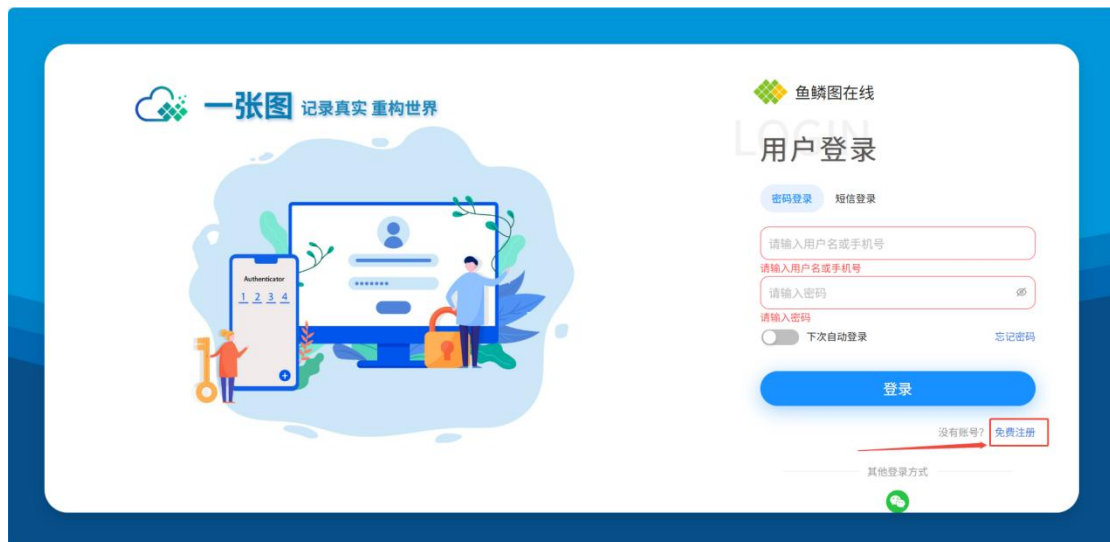 一张图 记录真实 重构世界
Authenticator
1 2 3 4
鱼鳞图在线
LOGIN
用户登录
密码登录 短信登录
请输入用户名或手机号
请输入用户名或手机号
请输入密码
请输入密码
下次自动登录 忘记密码
登录
没有账号? 免费注册
其他登录方式